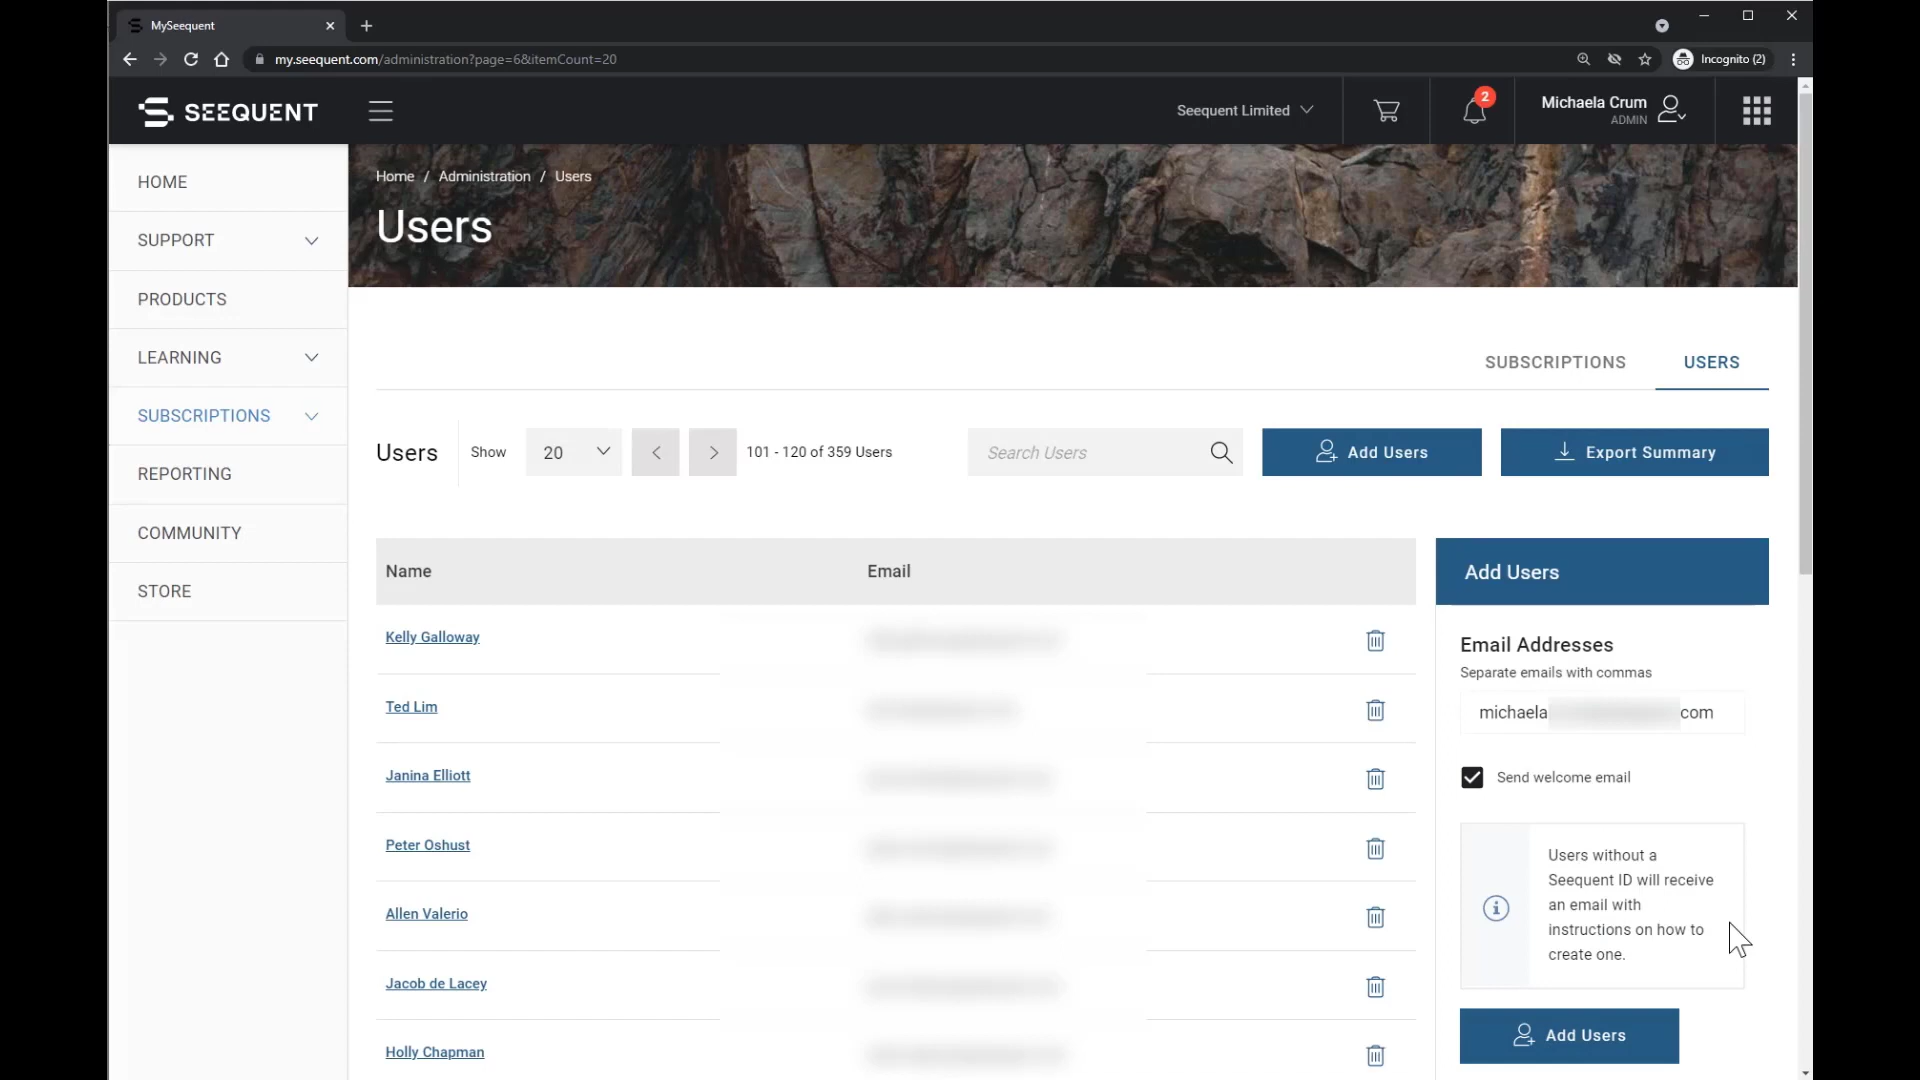 MySeequent
my.seequent.com/administration?page=6&itemCount=20
Incognito (2)
SEEQUENT
Seequent Limited
2
Michaela Crum
ADMIN
HOME
SUPPORT
PRODUCTS
LEARNING
SUBSCRIPTIONS
REPORTING
COMMUNITY
STORE
Home / Administration / Users
Users
SUBSCRIPTIONS
USERS
Users
Show
20
101 - 120 of 359 Users
Search Users
Add Users
Export Summary
Name
Email
Kelly Galloway
Ted Lim
Janina Elliott
Peter Oshust
Allen Valerio
Jacob de Lacey
Holly Chapman
Add Users
Email Addresses
Separate emails with commas
michaela com
Send welcome email
Users without a
Seequent ID will receive
an email with
instructions on how to
create one.
Add Users